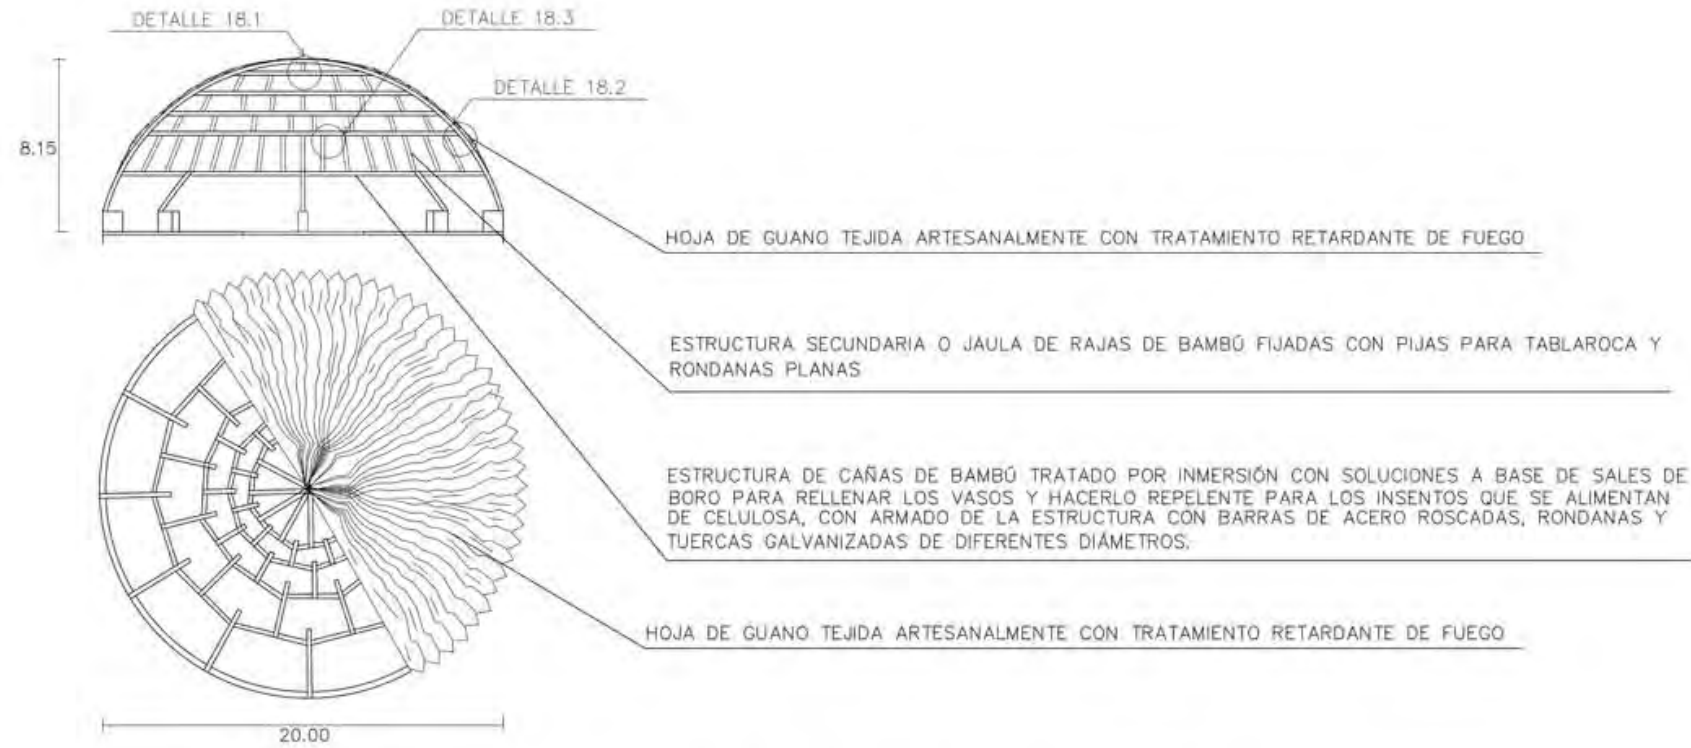 DETALLE 18.1
DETALLE 18.3
DETALLE 18.2
8.15
HOJA DE GUANO TEJIDA ARTESANALMENTE CON TRATAMIENTO RETARDANTE DE FUEGO
ESTRUCTURA SECUNDARIA O JAULA DE RAJAS DE BAMBÚ FIJADAS CON PIJAS PARA TABLAROCA Y
RONDANAS PLANAS
ESTRUCTURA DE CAÑAS DE BAMBÚ TRATADO POR INMERSIÓN CON SOLUCIONES A BASE DE SALES DE
BORO PARA RELLENAR LOS VASOS Y HACERLO REPELENTE PARA LOS INSENTOS QUE SE ALIMENTAN
DE CELULOSA, CON ARMADO DE LA ESTRUCTURA CON BARRAS DE ACERO ROSCADAS, RONDANAS Y
TUERCAS GALVANIZADAS DE DIFERENTES DIÁMETROS.
HOJA DE GUANO TEJIDA ARTESANALMENTE CON TRATAMIENTO RETARDANTE DE FUEGO
20.00